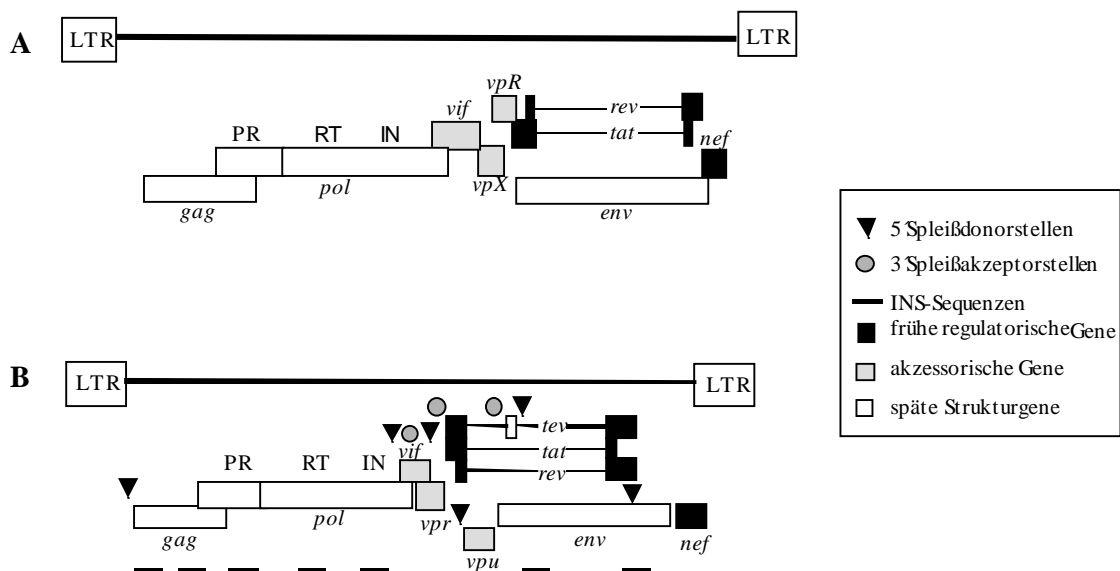 A
LTR
LTR
vpR
vif
rev
PR
RT
IN
tat
nef
pol
vpX
gag
env
5´Spleißdonorstellen
3´Spleißakzeptorstellen
INS-Sequenzen
frühe regulatorische Gene
akzessorische Gene
späte Strukturgene
B
LTR
LTR
tev
vif
tat
PR
RT
IN
rev
pol
vpr
gag
env
nef
vpu